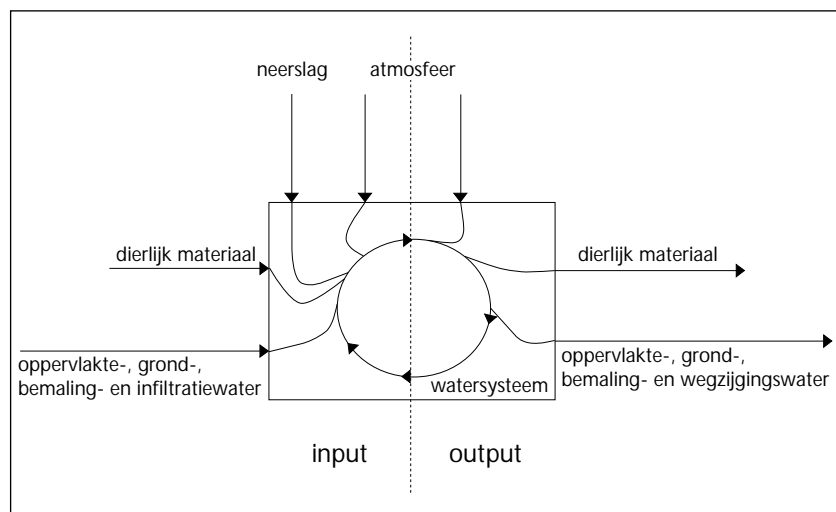 neerslag
atmosfeer
dierlijk materiaal
dierlijk materiaal
oppervlakte-, grond-,
bemaling- en infiltratiewater
watersysteem
oppervlakte-, grond-,
bemaling- en wegzijgingswater
input
output